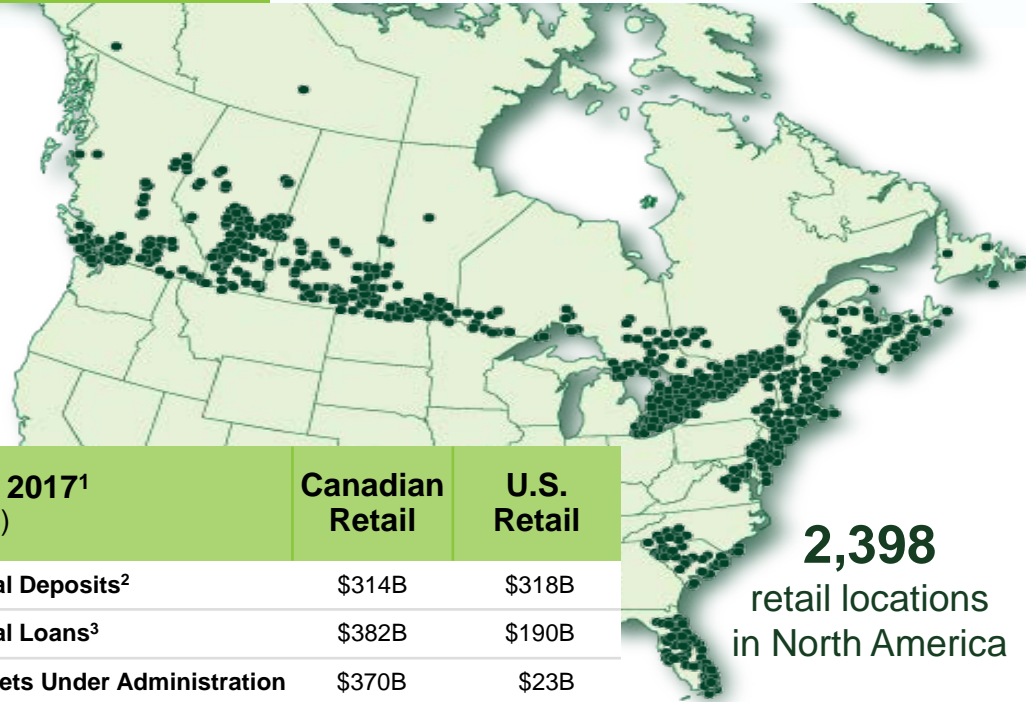 2017¹
)
Canadian
Retail
U.S.
Retail
al Deposits² $314B $318B
al Loans³ $382B $190B
ets Under Administration $370B $23B
2,398
retail locations
in North America